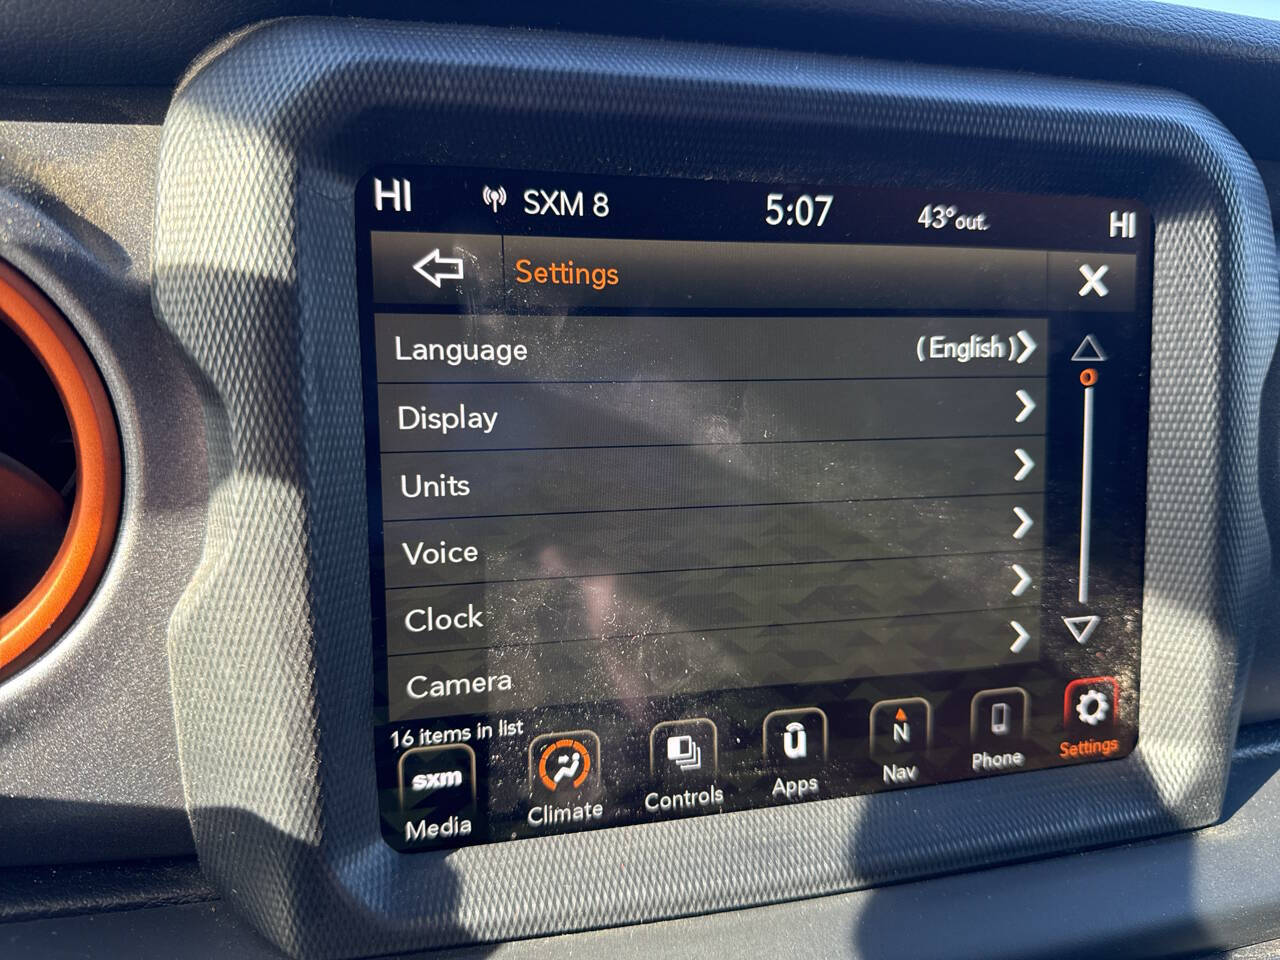 HI SXM 8 5:07 43°out. HI
Settings X
Language (English)
Display
Units
Voice
Clock
Camera
16 items in list
sxm N
Media Climate Controls Apps Nav Phone Settings